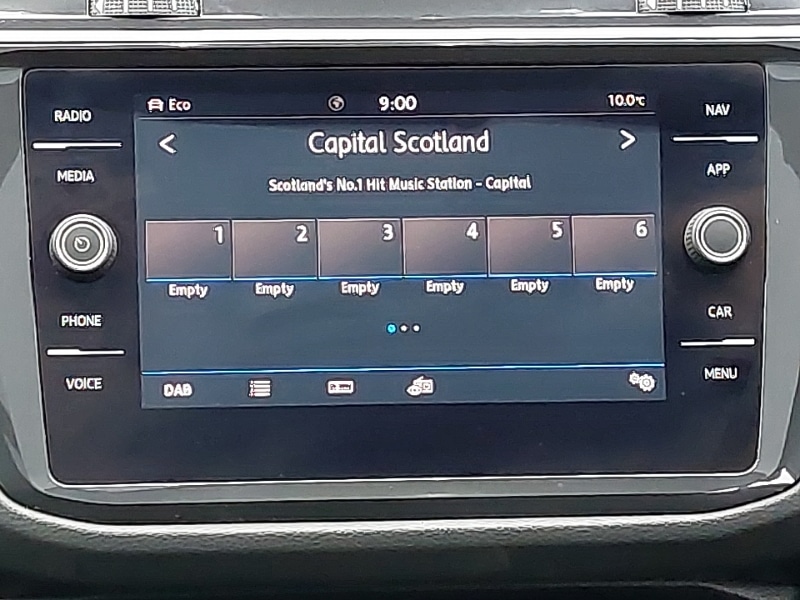 RADIO
MEDIA
PHONE
VOICE
Eco 9:00 10.0°C
< Capital Scotland >
Scotland's No.1 Hit Music Station - Capital
1 2 3 4 5 6
Empty Empty Empty Empty Empty Empty
DAB
NAV
APP
CAR
MENU